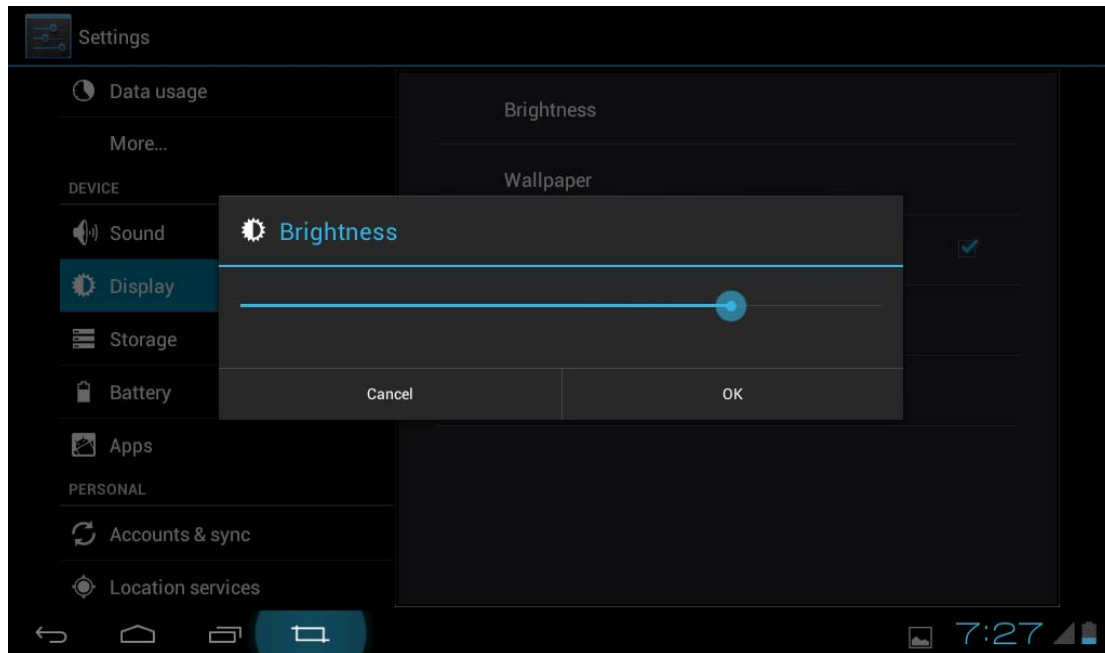 Settings
Data usage
More...
DEVICE
Sound
Display
Storage
Battery
Apps
PERSONAL
Accounts & sync
Location services
Brightness
Wallpaper
Brightness
Cancel
OK
7:27